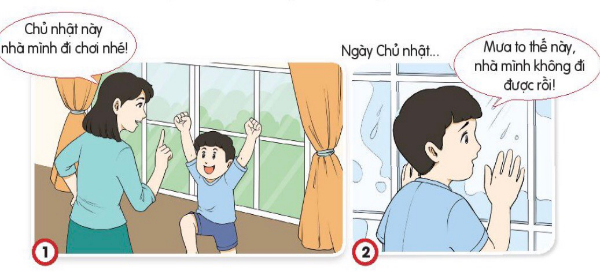 Chủ nhật này
nhà mình đi chơi nhé!
1
Ngày Chủ nhật...
Mưa to thế này,
nhà mình không đi
được rồi!
2